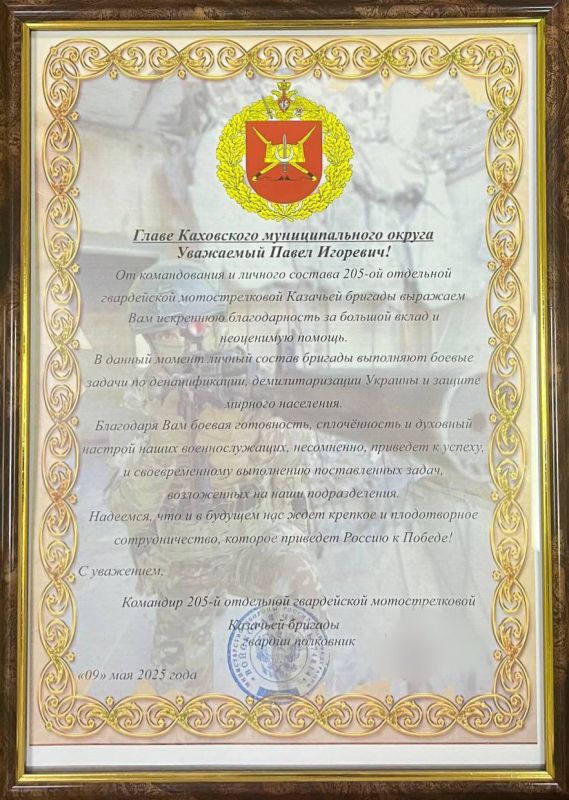 Главе Каховского муниципального округа
Уважаемый Павел Игоревич!
От командования и личного состава 205-ой отдельной
гвардейской мотострелковой Казачьей бригады выражаем
Вам искреннюю благодарность за большой вклад и
неоценимую помощь.
В данный момент личный состав бригады выполняют боевые
задачи по денацификации, демилитаризации Украины и защите
мирного населения.
Благодаря Вам боевая готовность, сплочённость и духовный
настрой наших военнослужащих, несомненно, приведет к успеху,
и своевременному выполнению поставленных задач,
возложенных на наши подразделения.
Надеемся, что и в будущем нас ждет крепкое и плодотворное
сотрудничество, которое приведет Россию к Победе!
С уважением,
Командир 205-й отдельной гвардейской мотострелковой
Казачьей бригады
гвардии полковник
«09» мая 2025 года